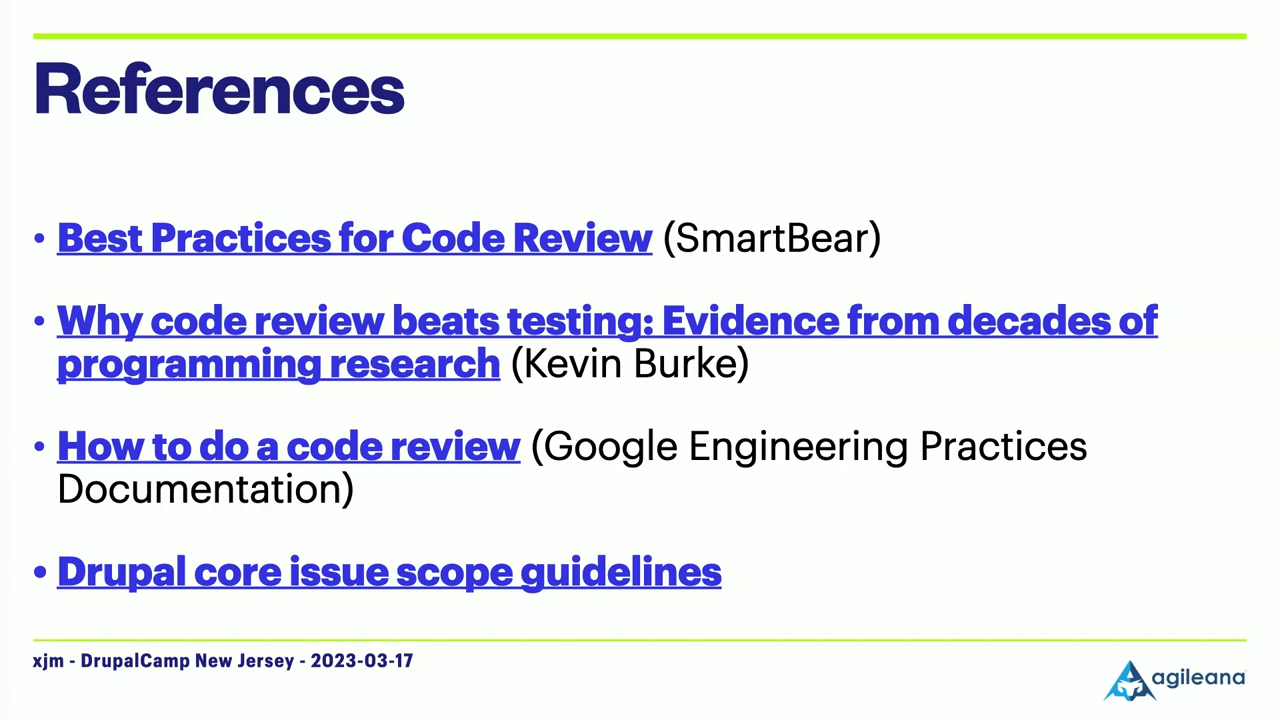 References
• Best Practices for Code Review (SmartBear)
• Why code review beats testing: Evidence from decades of
programming research (Kevin Burke)
• How to do a code review (Google Engineering Practices
Documentation)
• Drupal core issue scope guidelines
xjm - DrupalCamp New Jersey - 2023-03-17
agileana